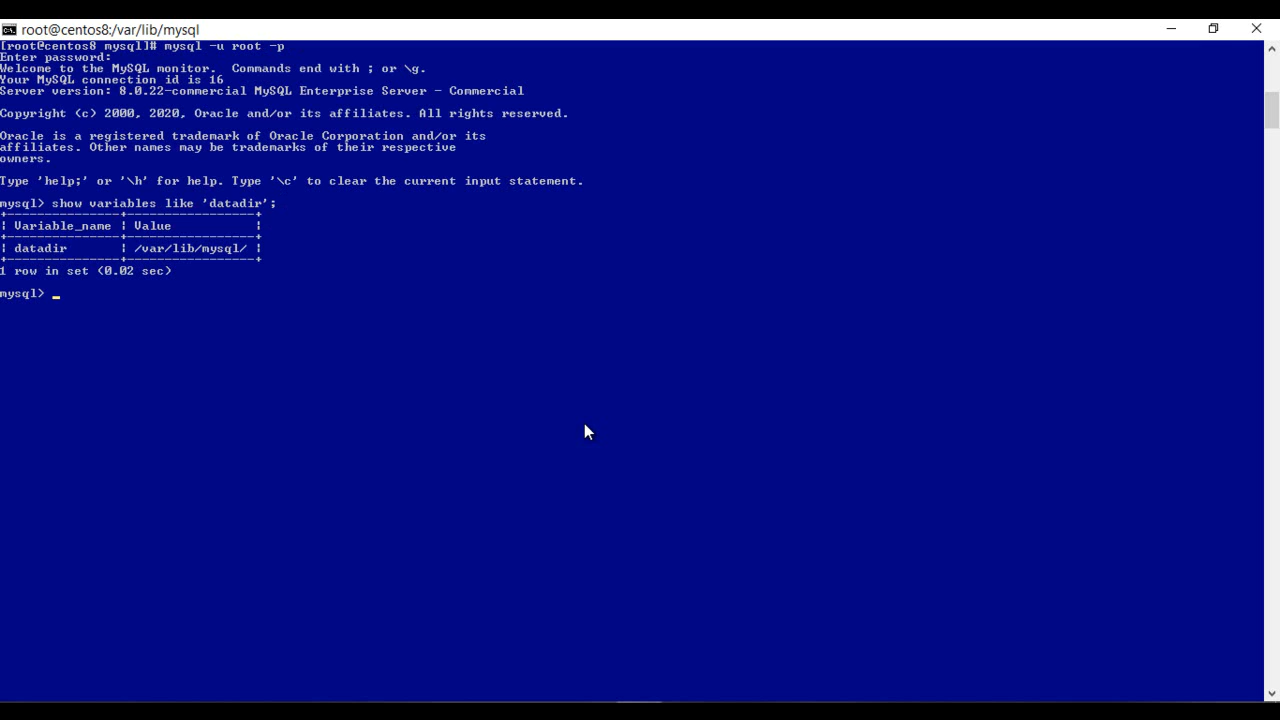 root@centos8:/var/lib/mysql
[root@centos8 mysql]# mysql -u root -p
Enter password:
Welcome to the MySQL monitor.  Commands end with ; or \g.
Your MySQL connection id is 16
Server version: 8.0.22-commercial MySQL Enterprise Server - Commercial
Copyright (c) 2000, 2020, Oracle and/or its affiliates. All rights reserved.
Oracle is a registered trademark of Oracle Corporation and/or its
affiliates. Other names may be trademarks of their respective
owners.
Type 'help;' or '\h' for help. Type '\c' to clear the current input statement.
mysql> show variables like 'datadir';
+---------------+-----------------+
| Variable_name | Value           |
+---------------+-----------------+
| datadir       | /var/lib/mysql/ |
+---------------+-----------------+
1 row in set (0.02 sec)
mysql> _